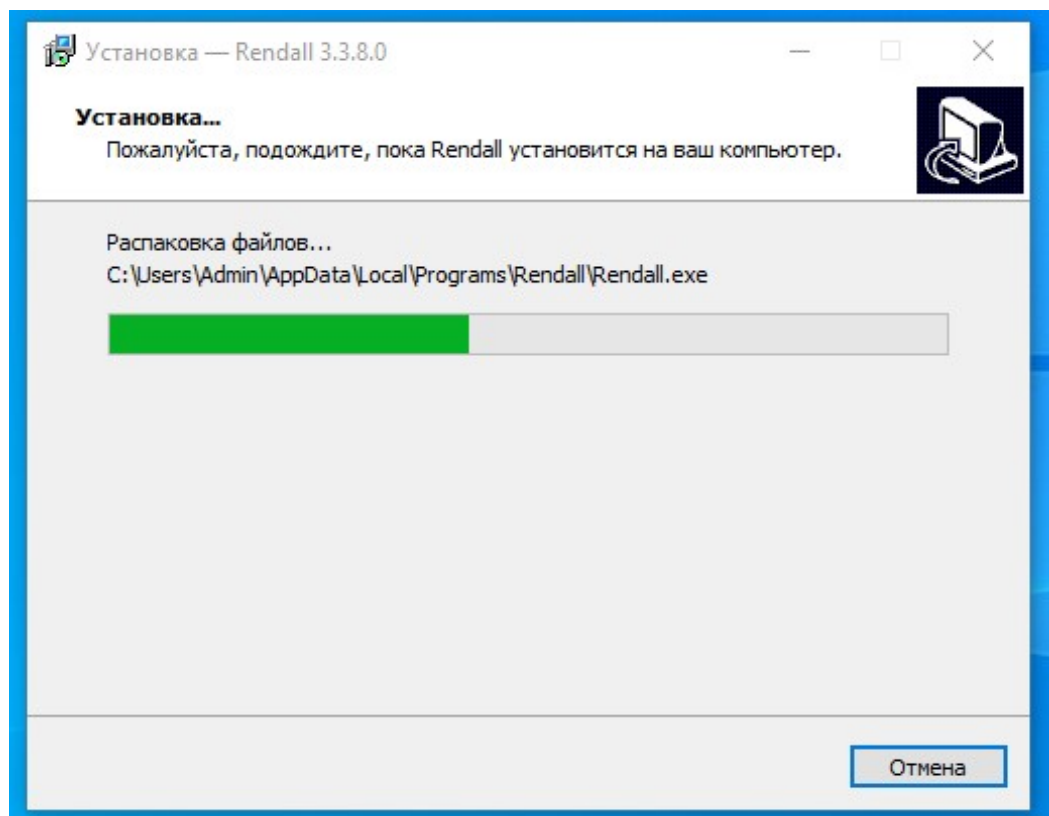 Установка — Rendall 3.3.8.0
Установка...
Пожалуйста, подождите, пока Rendall установится на ваш компьютер.
Распаковка файлов...
C:\Users\Admin\AppData\Local\Programs\Rendall\Rendall.exe
Отмена